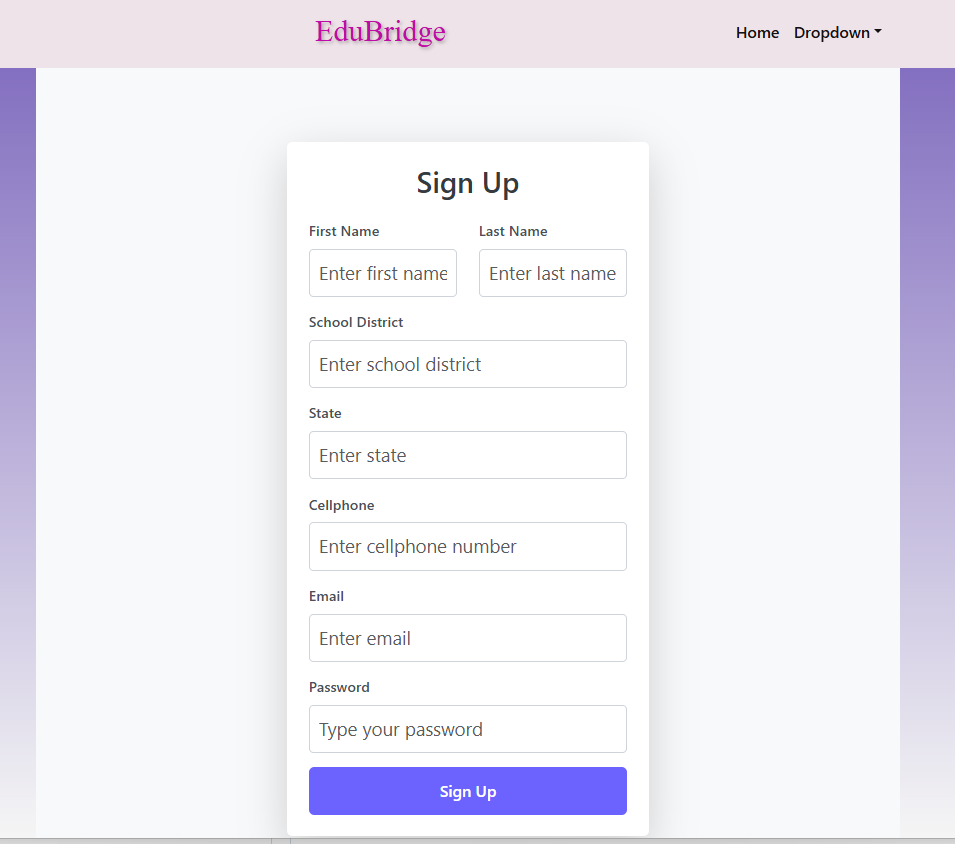 EduBridge
Home Dropdown
Sign Up
First Name Last Name
Enter first name Enter last name
School District
Enter school district
State
Enter state
Cellphone
Enter cellphone number
Email
Enter email
Password
Type your password
Sign Up